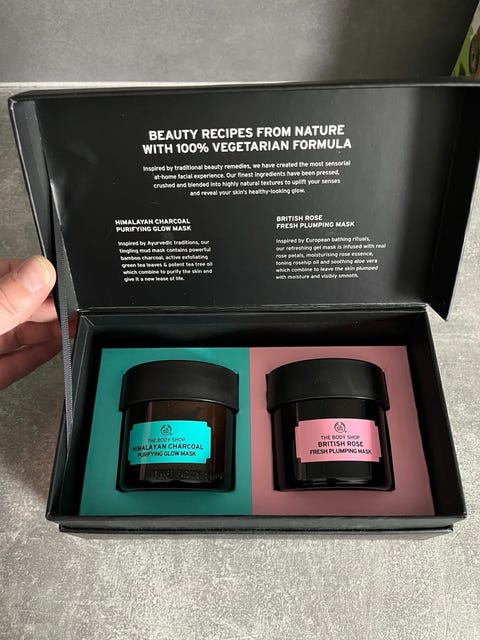 BEAUTY RECIPES FROM NATURE
WITH 100% VEGETARIAN FORMULA
Inspired by traditional beauty remedies, we have created the most sensorial
at-home facial experience. Our finest ingredients have been pressed,
crushed and blended into highly natural textures to uplift your senses
and reveal your skin's healthy-looking glow.
HIMALAYAN CHARCOAL
PURIFYING GLOW MASK
Inspired by Ayurvedic traditions, our
tingling mud mask contains powerful
bamboo charcoal, active exfoliating
green tea leaves & potent tea tree oil
which combine to purify the skin and
give it a new lease of life.
BRITISH ROSE
FRESH PLUMPING MASK
Inspired by European bathing rituals,
our refreshing gel mask is infused with real
rose petals, moisturising rose essence,
toning rosehip oil and soothing aloe vera
which combine to leave the skin plumped
with moisture and visibly smooth.
THE BODY SHOP
HIMALAYAN CHARCOAL
PURIFYING GLOW MASK
THE BODY SHOP
THE BODY SHOP
BRITISH ROSE
FRESH PLUMPING MASK